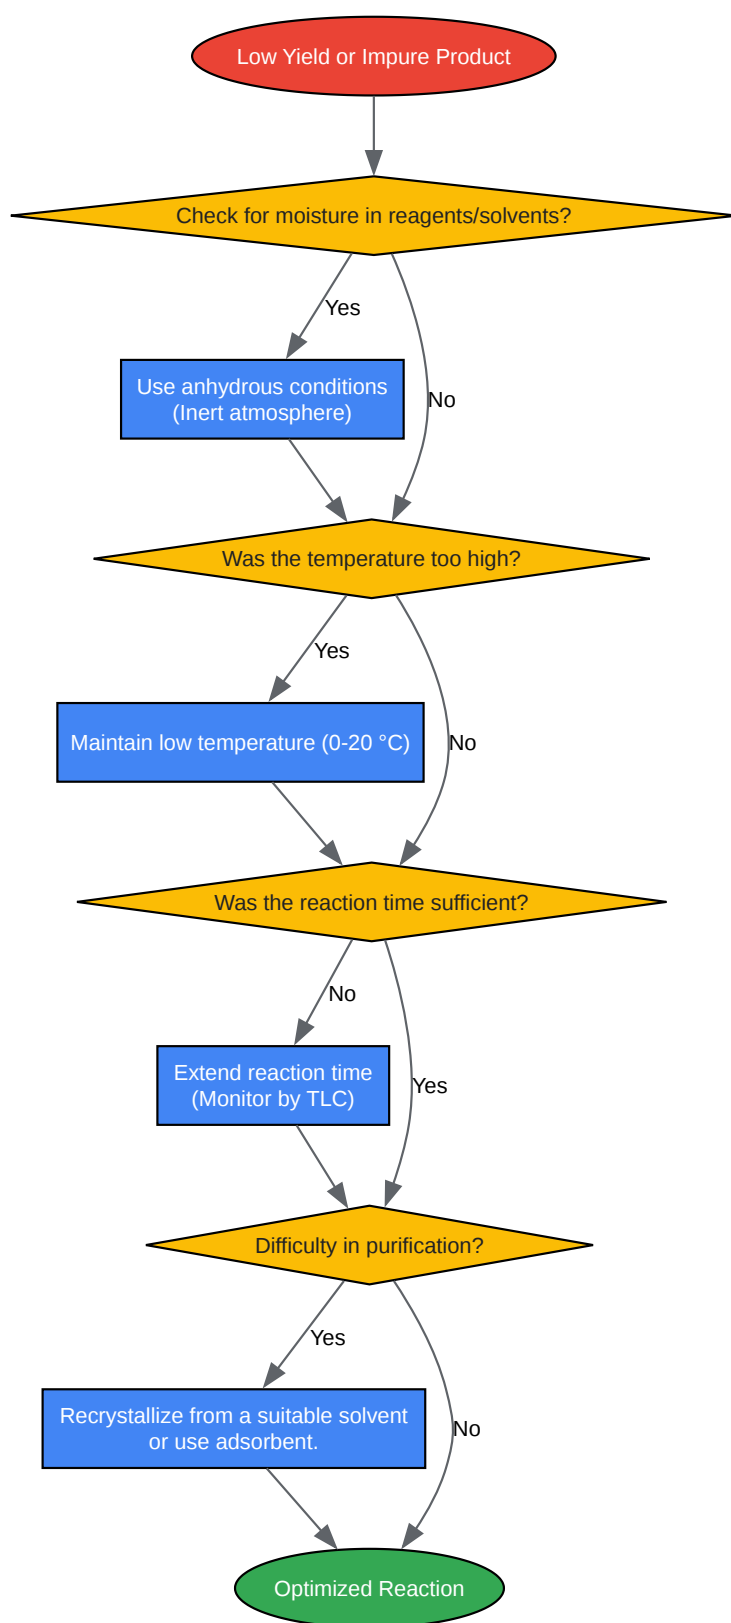 Low Yield or Impure Product
Check for moisture in reagents/solvents?
Yes
Use anhydrous conditions
(Inert atmosphere)
No
Was the temperature too high?
Yes
Maintain low temperature (0-20 °C)
No
Was the reaction time sufficient?
No
Extend reaction time
(Monitor by TLC)
Yes
Difficulty in purification?
Yes
Recrystallize from a suitable solvent
or use adsorbent.
No
Optimized Reaction